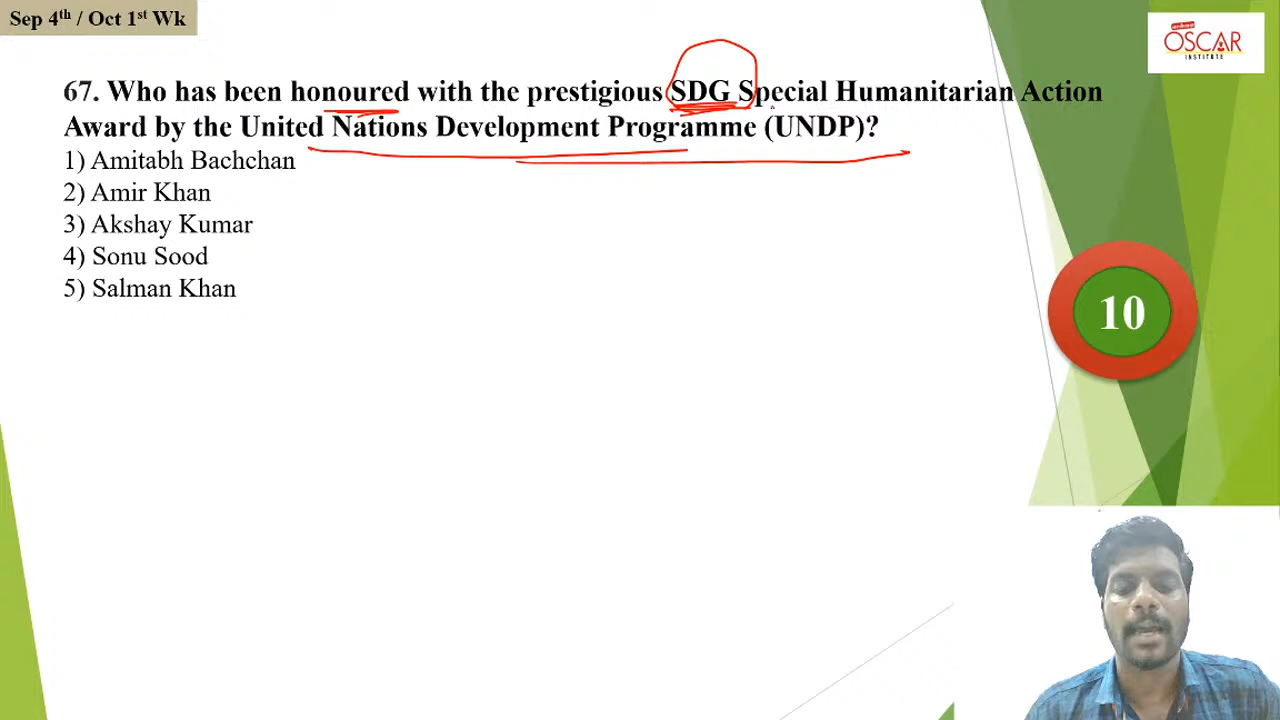 Sep 4th / Oct 1st Wk
OSCAR
INSTITUTE
67. Who has been honoured with the prestigious SDG Special Humanitarian Action
Award by the United Nations Development Programme (UNDP)?
1) Amitabh Bachchan
2) Amir Khan
3) Akshay Kumar
4) Sonu Sood
5) Salman Khan
10